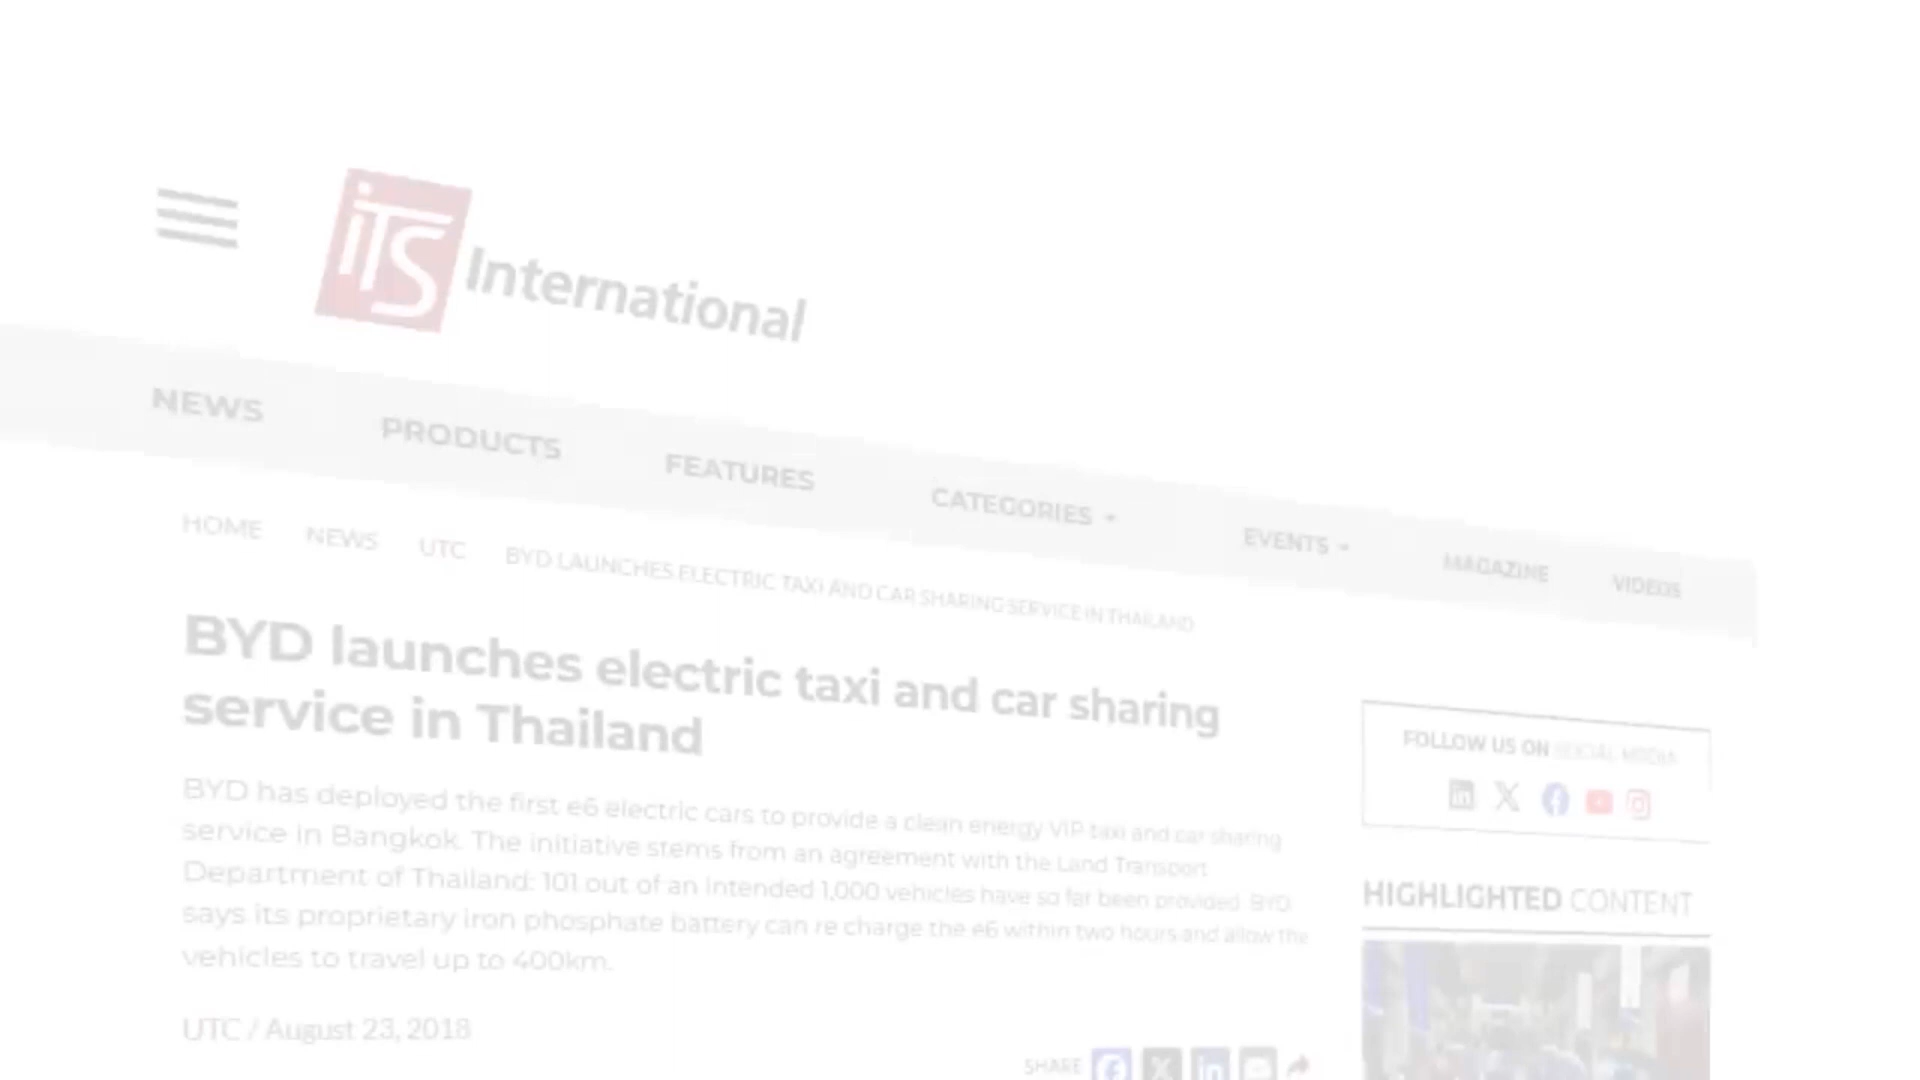 iTS International
NEWS PRODUCTS FEATURES CATEGORIES EVENTS MAGAZINE VIDEOS
HOME NEWS UTC BYD LAUNCHES ELECTRIC TAXI AND CAR SHARING SERVICE IN THAILAND
BYD launches electric taxi and car sharing
service in Thailand
BYD has deployed the first e6 electric cars to provide a clean energy VIP taxi and car sharing
service in Bangkok. The initiative stems from an agreement with the Land Transport
Department of Thailand: 101 out of an intended 1,000 vehicles have so far been provided. BYD
says its proprietary iron phosphate battery can re charge the e6 within two hours and allow the
vehicles to travel up to 400km.
UTC / August 23, 2018
SHARE
FOLLOW US ON SOCIAL MEDIA
HIGHLIGHTED CONTENT